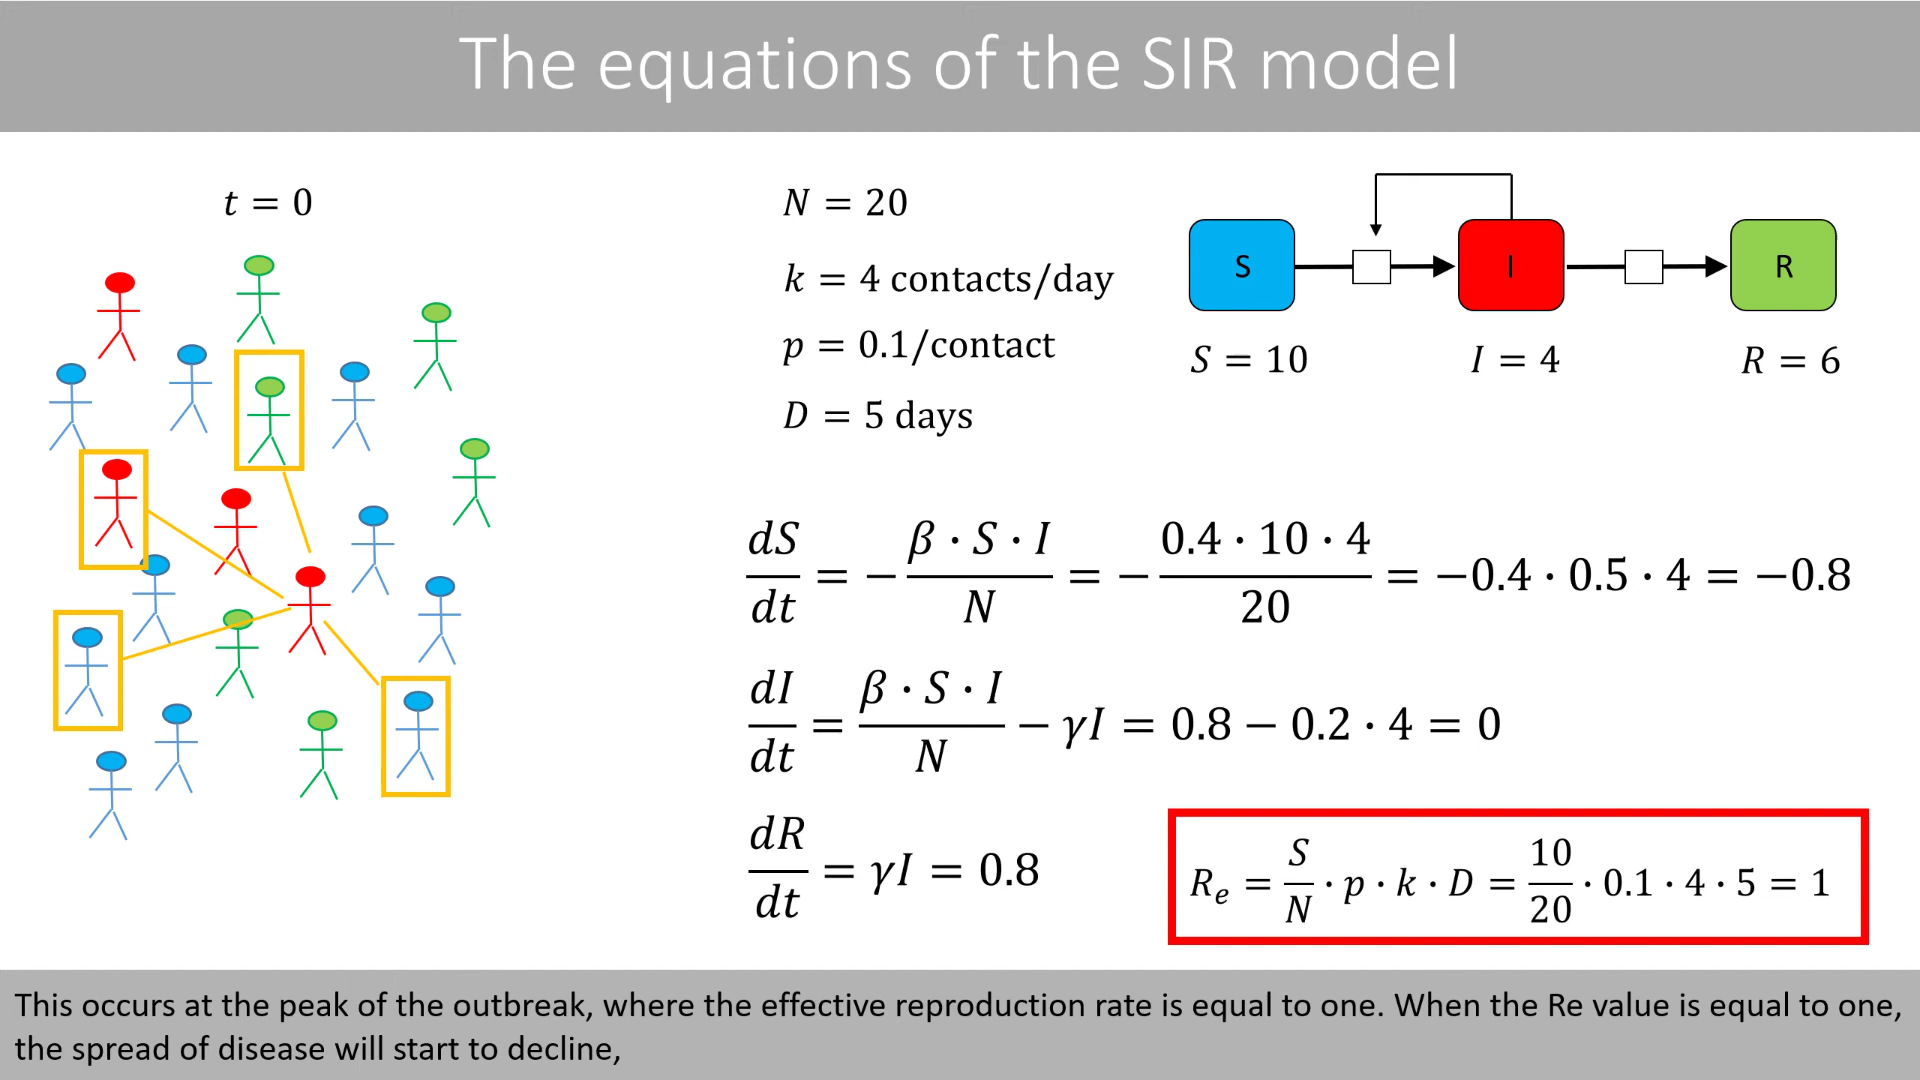 The equations of the SIR model
t = 0
N = 20
k = 4 contacts/day
p = 0.1/contact
D = 5 days
S
I
R
S = 10
I = 4
R = 6
dS/dt = −β · S · I/N = −0.4 · 10 · 4/20 = −0.4 · 0.5 · 4 = −0.8
dI/dt = β · S · I/N − γI = 0.8 − 0.2 · 4 = 0
dR/dt = γI = 0.8
Rₑ = S/N · p · k · D = 10/20 · 0.1 · 4 · 5 = 1
This occurs at the peak of the outbreak, where the effective reproduction rate is equal to one. When the Re value is equal to one,
the spread of disease will start to decline,